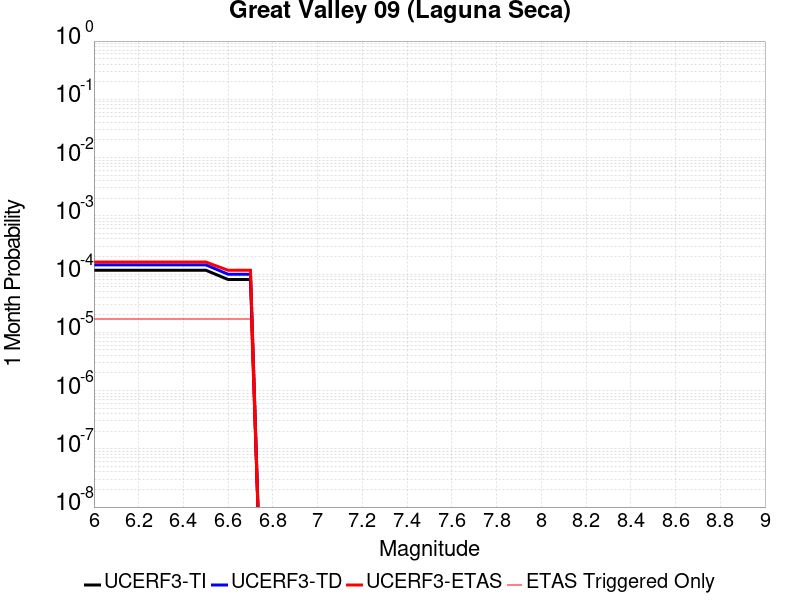 Great Valley 09 (Laguna Seca)
10^0
10^-1
10^-2
10^-3
10^-4
10^-5
10^-6
10^-7
10^-8
1 Month Probability
6 6.2 6.4 6.6 6.8 7 7.2 7.4 7.6 7.8 8 8.2 8.4 8.6 8.8 9
Magnitude
UCERF3-TI UCERF3-TD UCERF3-ETAS ETAS Triggered Only